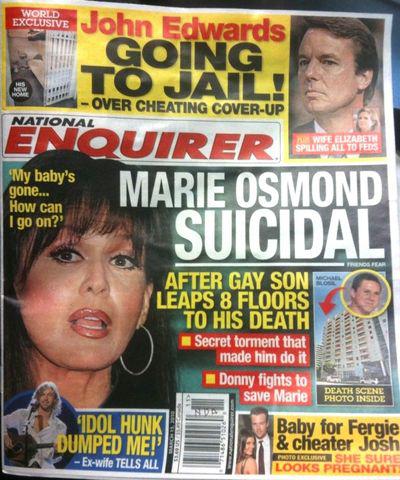 WORLD
EXCLUSIVE
HIS
NEW
HOME
John Edwards
GOING
TO JAIL!
– OVER CHEATING COVER-UP
PLUS WIFE ELIZABETH
SPILLING ALL TO FEDS
NATIONAL
ENQUIRER
'My baby's
gone...
How can
I go on?'
MARIE OSMOND
SUICIDAL
FRIENDS FEAR
AFTER GAY SON
LEAPS 8 FLOORS
TO HIS DEATH
Secret torment that
made him do it
Donny fights to
save Marie
MICHAEL
BLOSIL
DEATH SCENE
PHOTO INSIDE
'IDOL HUNK
DUMPED ME!'
– Ex-wife TELLS ALL
Baby for Fergie
& cheater Josh
PHOTO EXCLUSIVE
SHE SURE
LOOKS PREGNANT!